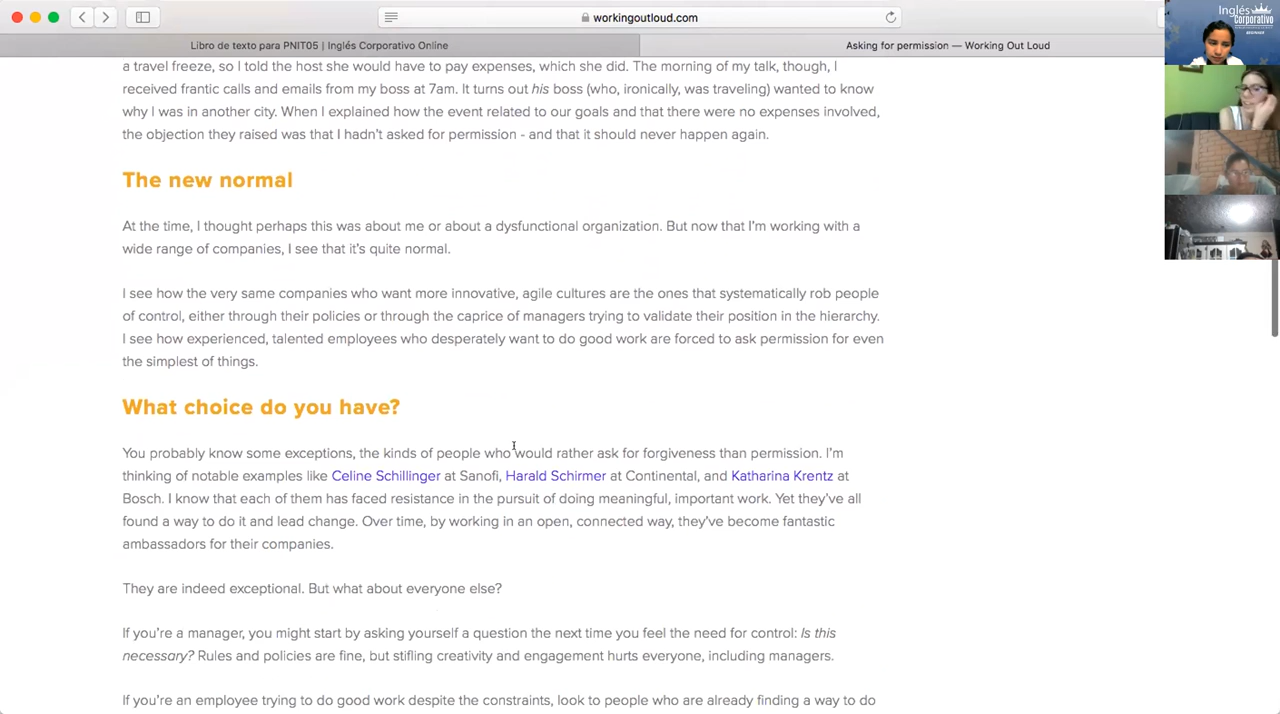 workingoutloud.com
Libro de texto para PNIT05 | Inglés Corporativo Online
Asking for permission — Working Out Loud
Inglés
Corporativo
BEGINNER
a travel freeze, so I told the host she would have to pay expenses, which she did. The morning of my talk, though, I
received frantic calls and emails from my boss at 7am. It turns out his boss (who, ironically, was traveling) wanted to know
why I was in another city. When I explained how the event related to our goals and that there were no expenses involved,
the objection they raised was that I hadn't asked for permission - and that it should never happen again.
The new normal
At the time, I thought perhaps this was about me or about a dysfunctional organization. But now that I'm working with a
wide range of companies, I see that it's quite normal.
I see how the very same companies who want more innovative, agile cultures are the ones that systematically rob people
of control, either through their policies or through the caprice of managers trying to validate their position in the hierarchy.
I see how experienced, talented employees who desperately want to do good work are forced to ask permission for even
the simplest of things.
What choice do you have?
You probably know some exceptions, the kinds of people who would rather ask for forgiveness than permission. I'm
thinking of notable examples like Celine Schillinger at Sanofi, Harald Schirmer at Continental, and Katharina Krentz at
Bosch. I know that each of them has faced resistance in the pursuit of doing meaningful, important work. Yet they've all
found a way to do it and lead change. Over time, by working in an open, connected way, they've become fantastic
ambassadors for their companies.
They are indeed exceptional. But what about everyone else?
If you're a manager, you might start by asking yourself a question the next time you feel the need for control: Is this
necessary? Rules and policies are fine, but stifling creativity and engagement hurts everyone, including managers.
If you're an employee trying to do good work despite the constraints, look to people who are already finding a way to do